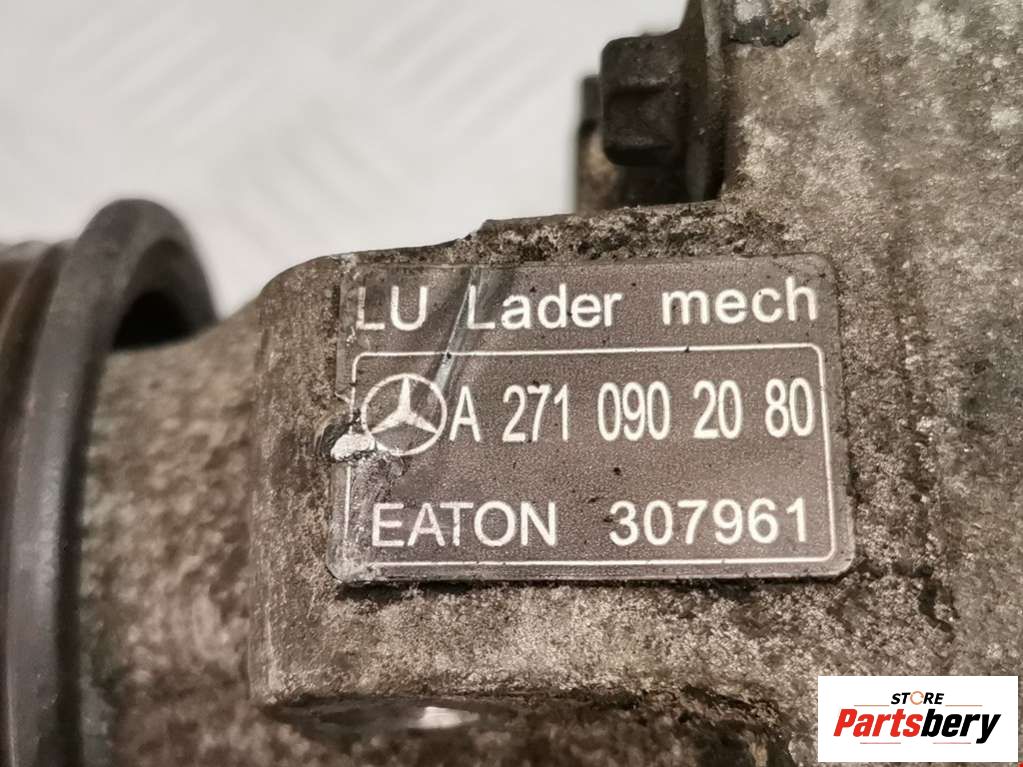 LU Lader mech
A 271 090 20 80
EATON 307961
STORE
Partsbery